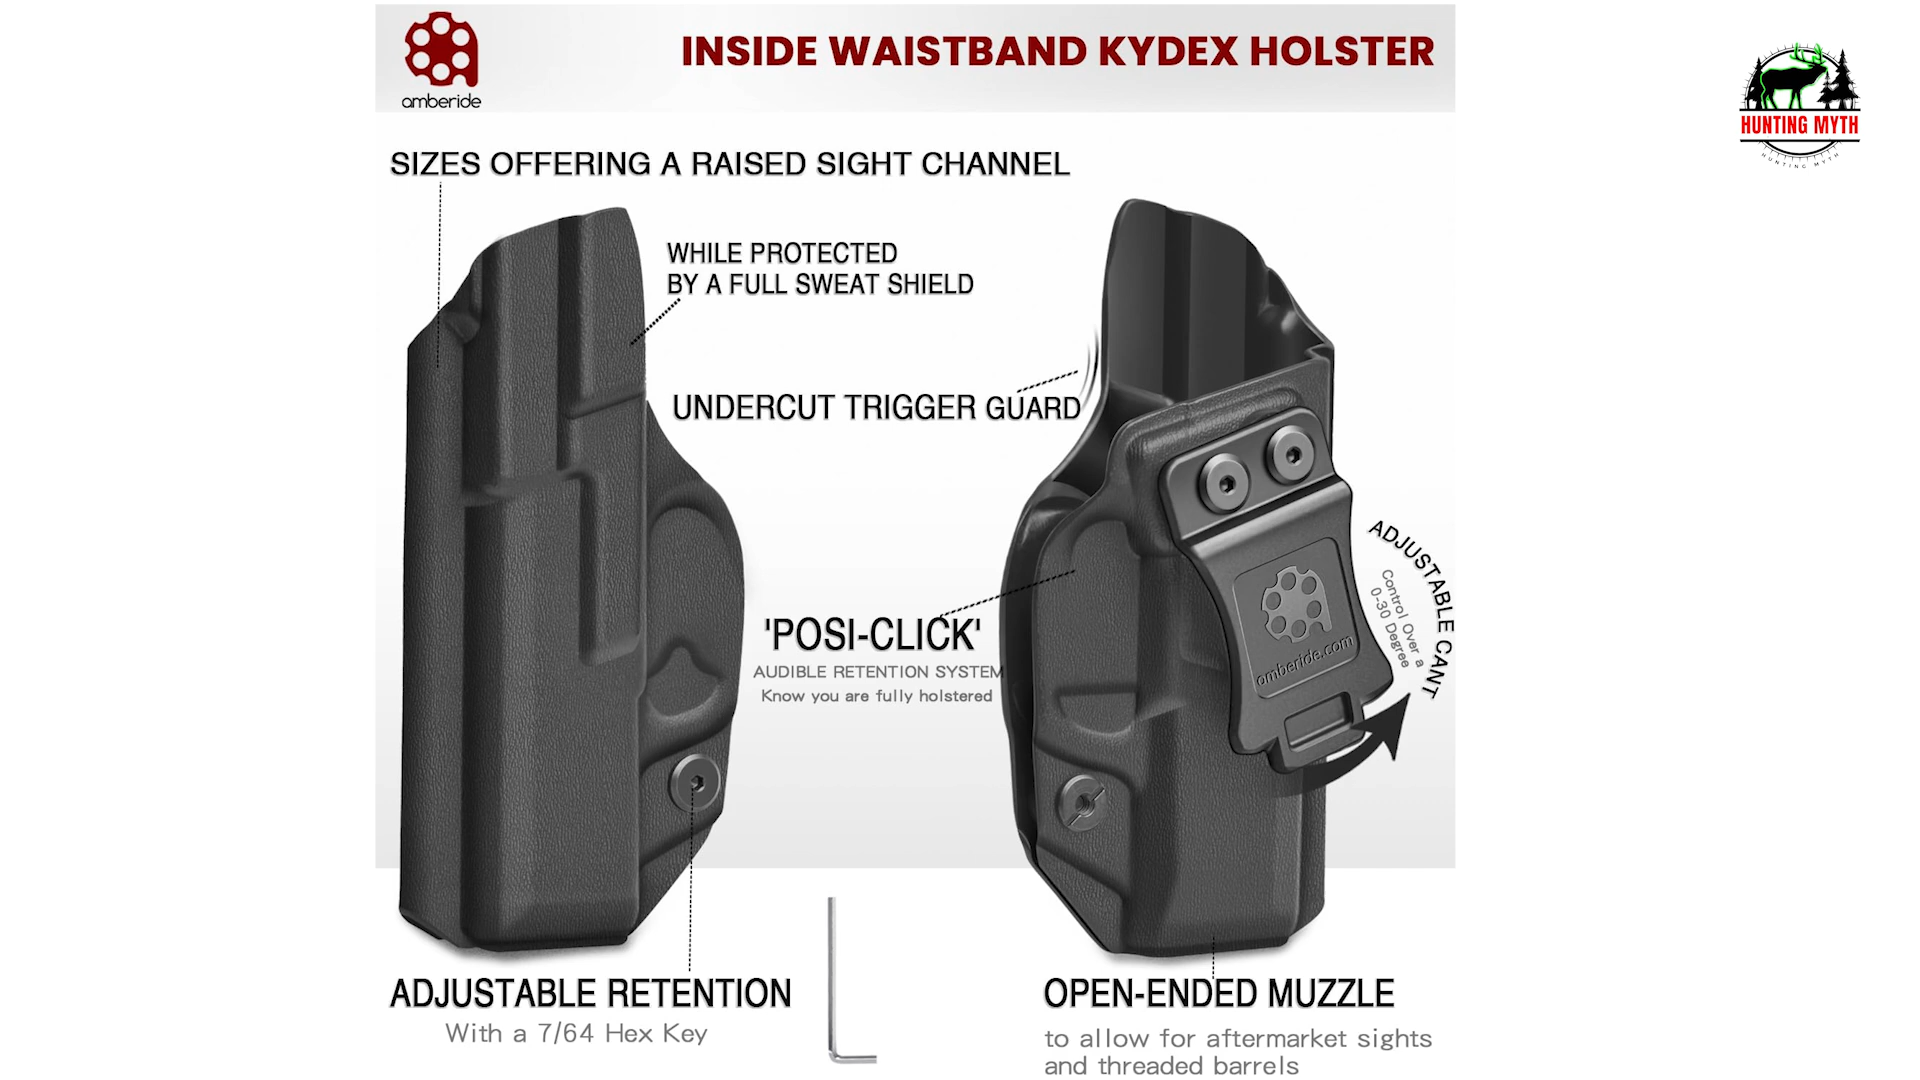 amberide
INSIDE WAISTBAND KYDEX HOLSTER
HUNTING MYTH
HUNTING MYTH
SIZES OFFERING A RAISED SIGHT CHANNEL
WHILE PROTECTED
BY A FULL SWEAT SHIELD
UNDERCUT TRIGGER GUARD
'POSI-CLICK'
AUDIBLE RETENTION SYSTEM
Know you are fully holstered
ADJUSTABLE CANT
Control Over a
0-30 Degree
amberide.com
ADJUSTABLE RETENTION
With a 7/64 Hex Key
OPEN-ENDED MUZZLE
to allow for aftermarket sights
and threaded barrels